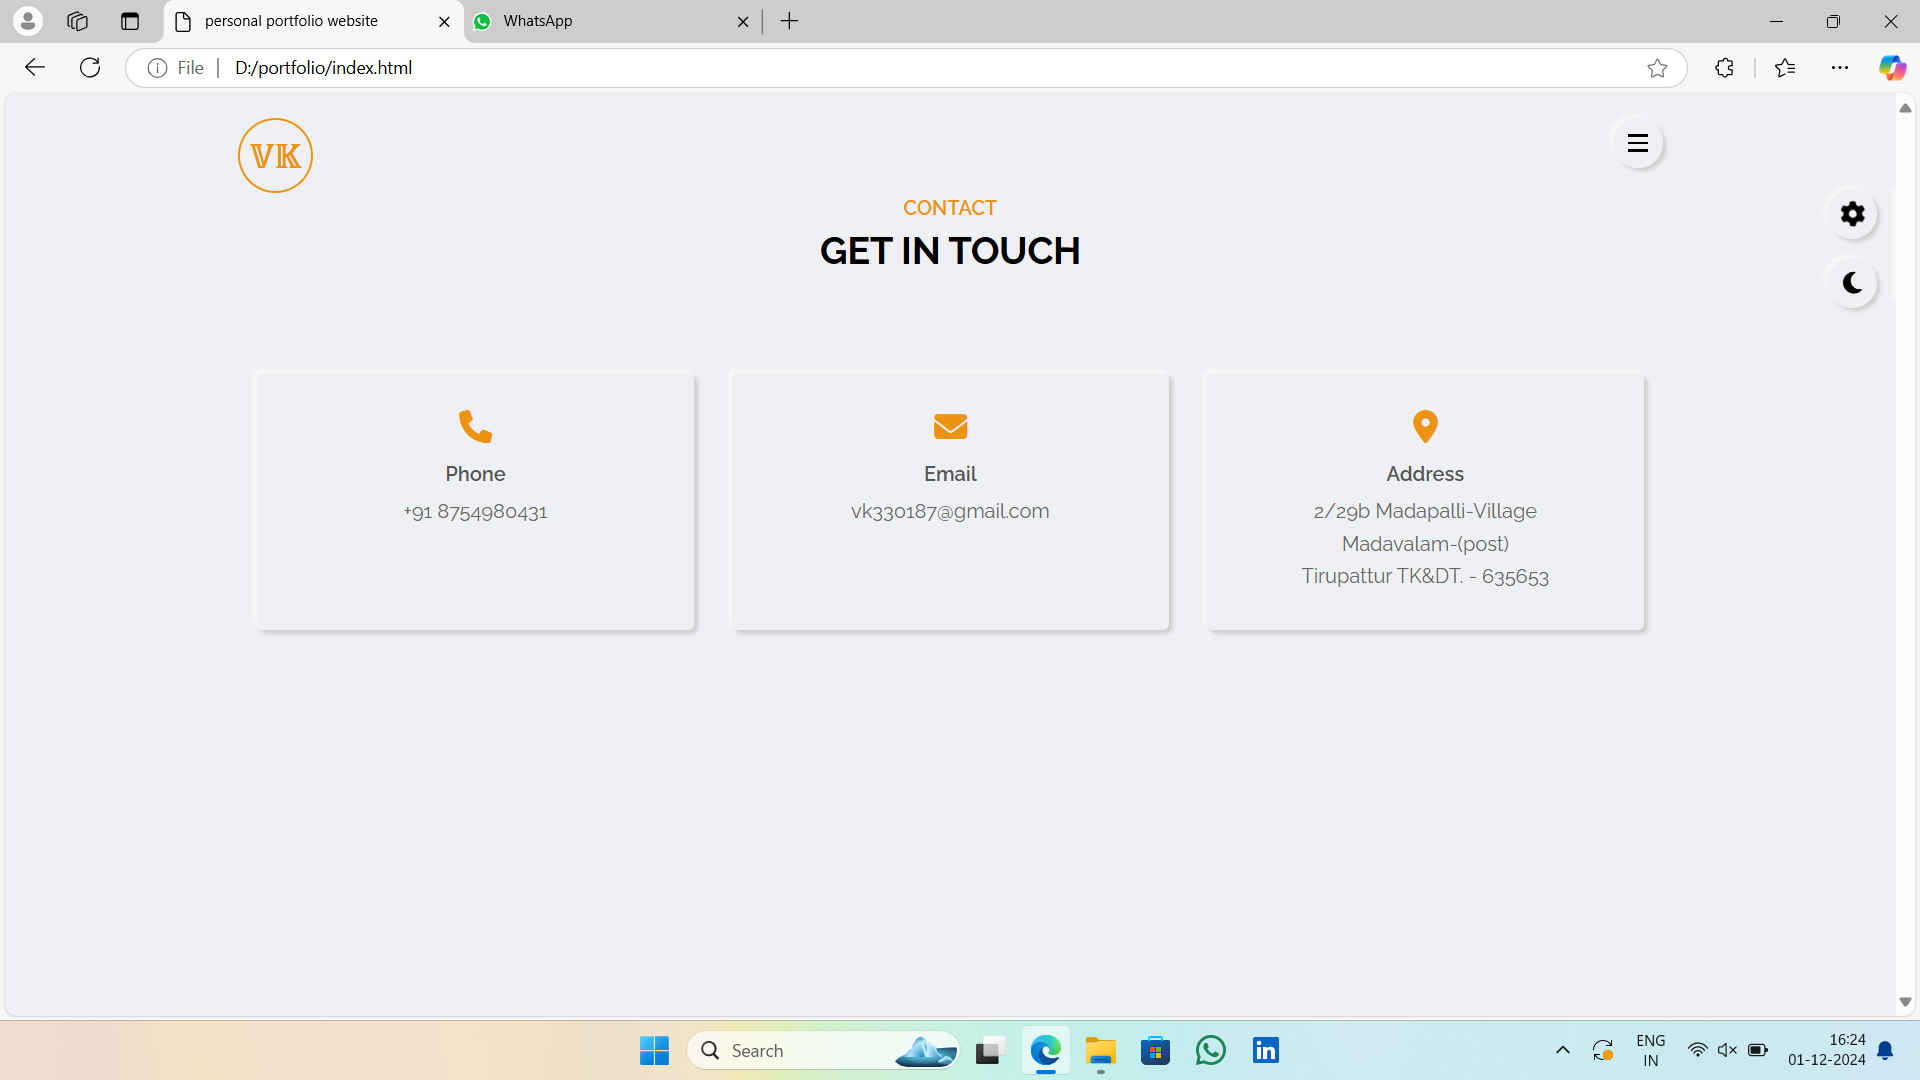 personal portfolio website
WhatsApp
File
D:/portfolio/index.html
VK
CONTACT
GET IN TOUCH
Phone
+91 8754980431
Email
vk330187@gmail.com
Address
2/29b Madapalli-Village
Madavalam-(post)
Tirupattur TK&DT. - 635653
Search
in
ENG
IN
16:24
01-12-2024